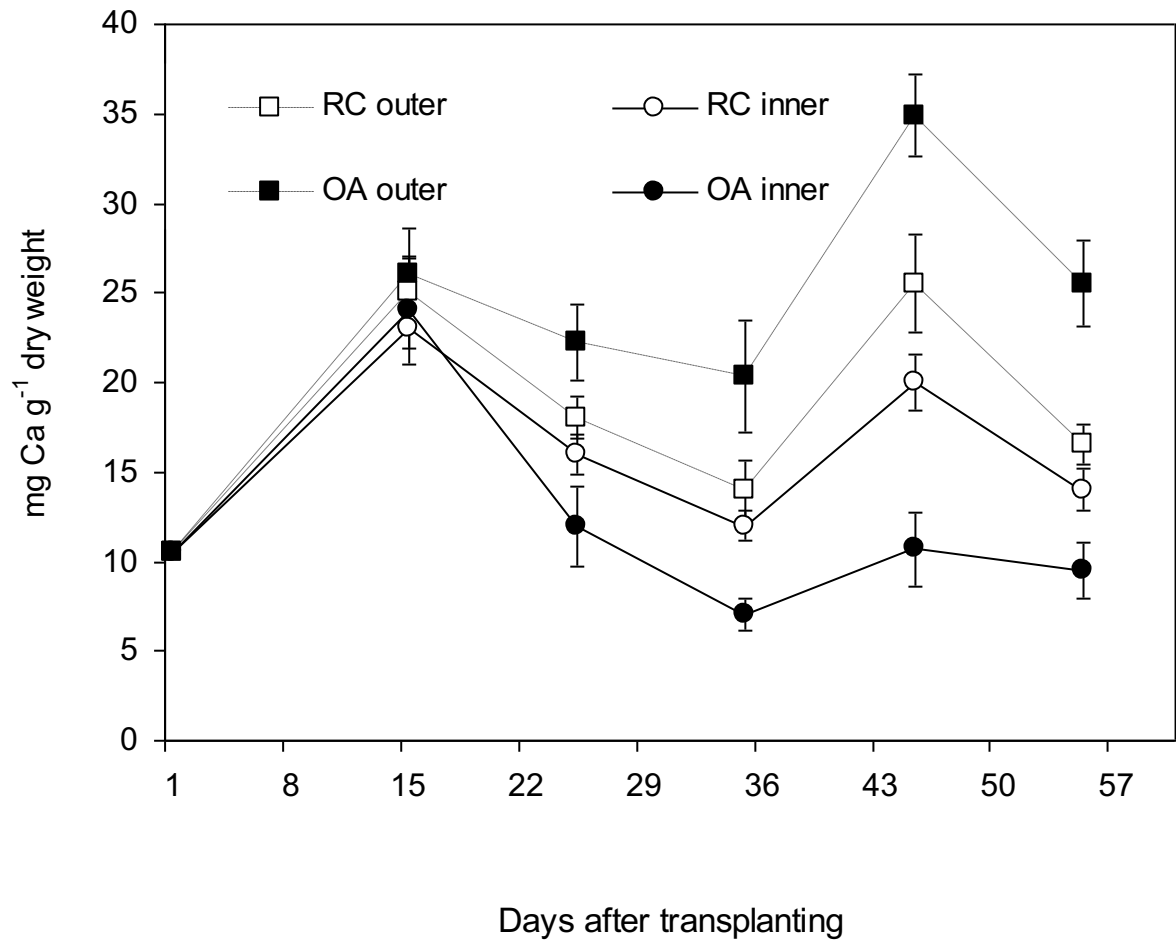 40
35
30
25
20
15
10
5
0
mg Ca g⁻¹ dry weight
RC outer RC inner
OA outer OA inner
1 8 15 22 29 36 43 50 57
Days after transplanting